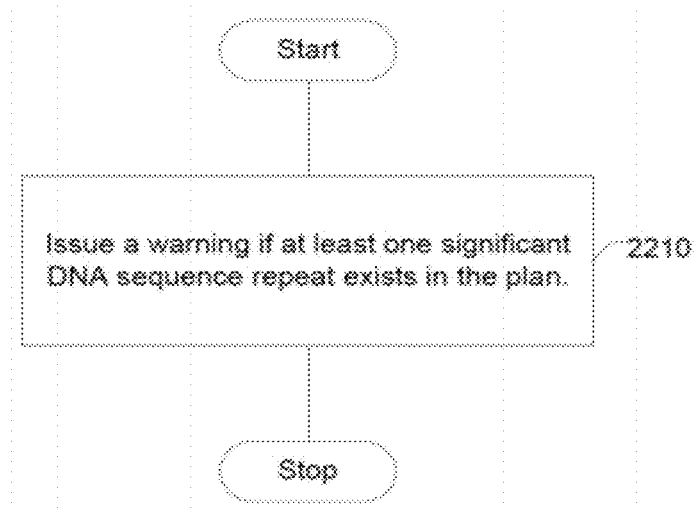 Start
Issue a warning if at least one significant
DNA sequence repeat exists in the plan.
2210
Stop